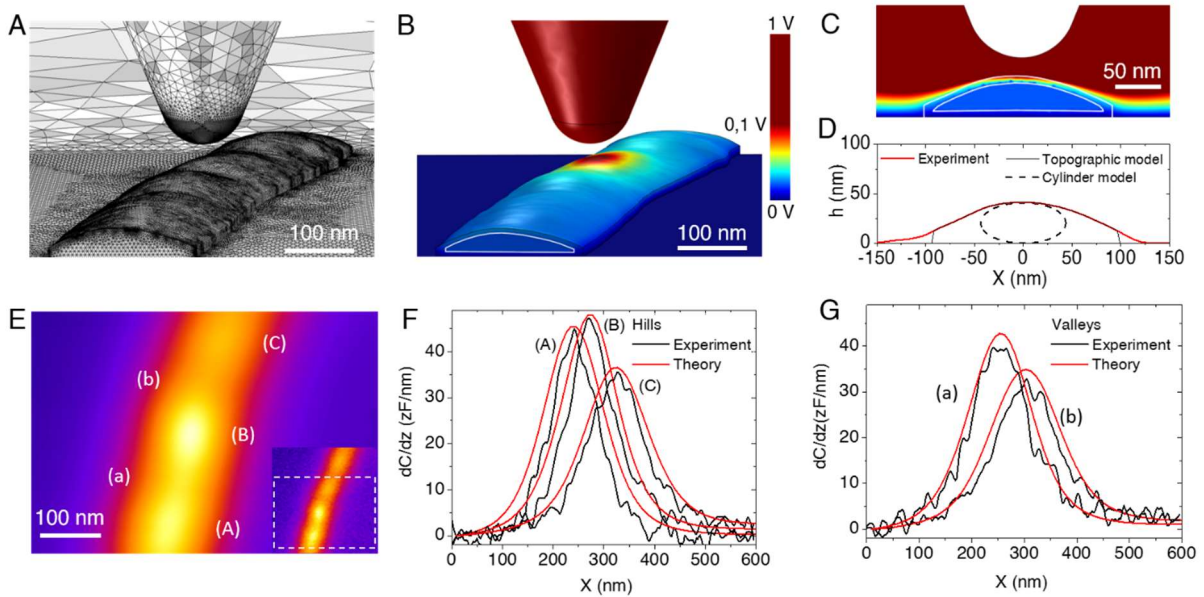 A
100 nm
B
1 V
0,1 V
0 V
100 nm
C
50 nm
D
h (nm)
100
50
0
Experiment
Topographic model
Cylinder model
-150 -100 -50 0 50 100 150
X (nm)
E
(C)
(b)
(B)
(a)
(A)
100 nm
F
dC/dz (zF/nm)
40
30
20
10
0
(A)
(B)
(C)
Hills
Experiment
Theory
0 100 200 300 400 500 600
X (nm)
G
dC/dz(zF/nm)
40
30
20
10
0
(a)
(b)
Valleys
Experiment
Theory
0 100 200 300 400 500 600
X (nm)